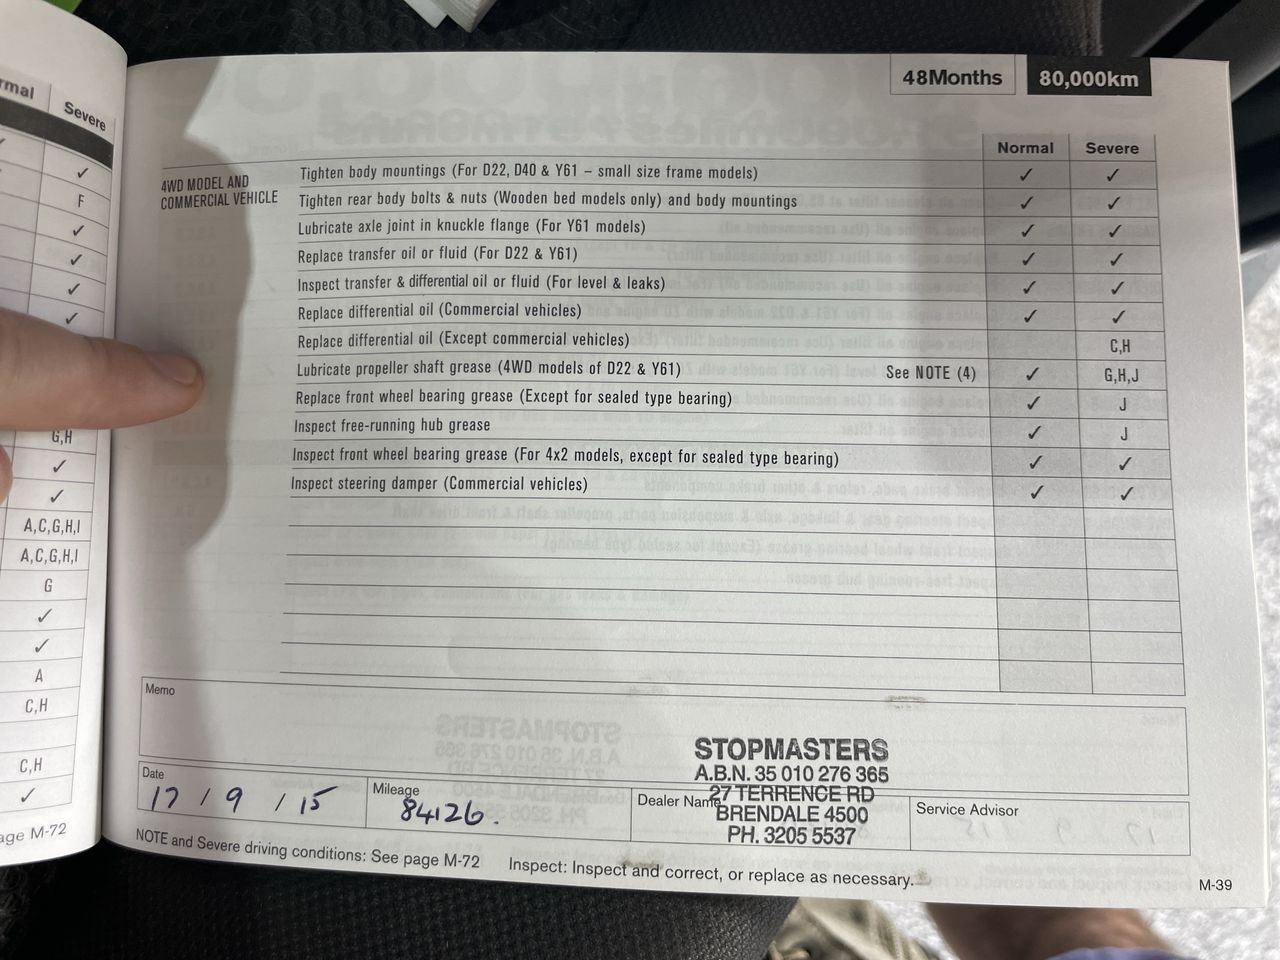 rmal Severe
✓
F
✓
✓
✓
✓
G,H
✓
✓
A,C,G,H,I
A,C,G,H,I
G
✓
✓
A
C,H
C,H
✓
age M-72
48Months 80,000km
Normal Severe
4WD MODEL AND
COMMERCIAL VEHICLE
Tighten body mountings (For D22, D40 & Y61 – small size frame models) ✓ ✓
Tighten rear body bolts & nuts (Wooden bed models only) and body mountings ✓ ✓
Lubricate axle joint in knuckle flange (For Y61 models) ✓ ✓
Replace transfer oil or fluid (For D22 & Y61) ✓ ✓
Inspect transfer & differential oil or fluid (For level & leaks) ✓ ✓
Replace differential oil (Commercial vehicles) ✓ ✓
Replace differential oil (Except commercial vehicles) C,H
Lubricate propeller shaft grease (4WD models of D22 & Y61) See NOTE (4) ✓ G,H,J
Replace front wheel bearing grease (Except for sealed type bearing) ✓ J
Inspect free-running hub grease ✓ J
Inspect front wheel bearing grease (For 4x2 models, except for sealed type bearing) ✓ ✓
Inspect steering damper (Commercial vehicles) ✓ ✓
Memo
STOPMASTERS
A.B.N. 35 010 276 365
27 TERRENCE RD
BRENDALE 4500
PH. 3205 5537
Date
17 / 9 / 15
Mileage
84126.
Dealer Name
Service Advisor
NOTE and Severe driving conditions: See page M-72 Inspect: Inspect and correct, or replace as necessary.
M-39